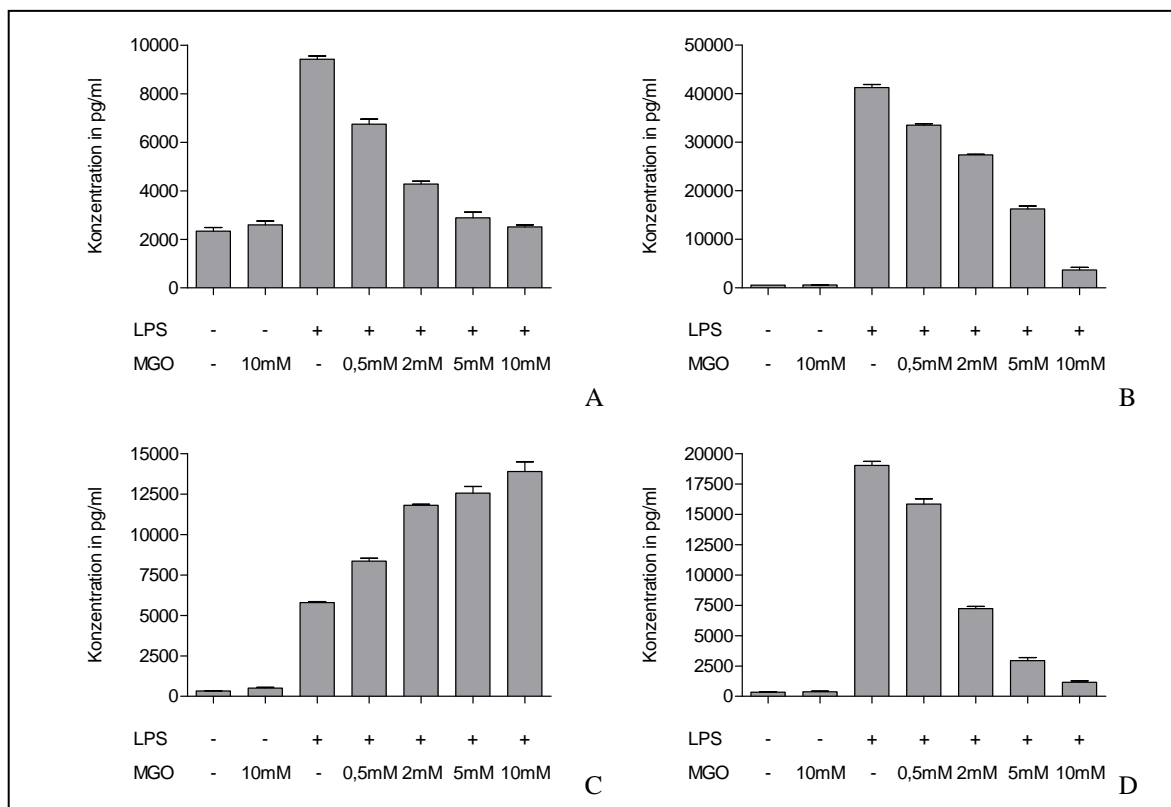 10000
8000
6000
4000
2000
0
Konzentration in pg/ml
LPS - - + + + + +
MGO - 10mM - 0,5mM 2mM 5mM 10mM
A
50000
40000
30000
20000
10000
0
Konzentration in pg/ml
LPS - - + + + + +
MGO - 10mM - 0,5mM 2mM 5mM 10mM
B
15000
12500
10000
7500
5000
2500
0
Konzentration in pg/ml
LPS - - + + + + +
MGO - 10mM - 0,5mM 2mM 5mM 10mM
C
20000
17500
15000
12500
10000
7500
5000
2500
0
Konzentration in pg/ml
LPS - - + + + + +
MGO - 10mM - 0,5mM 2mM 5mM 10mM
D